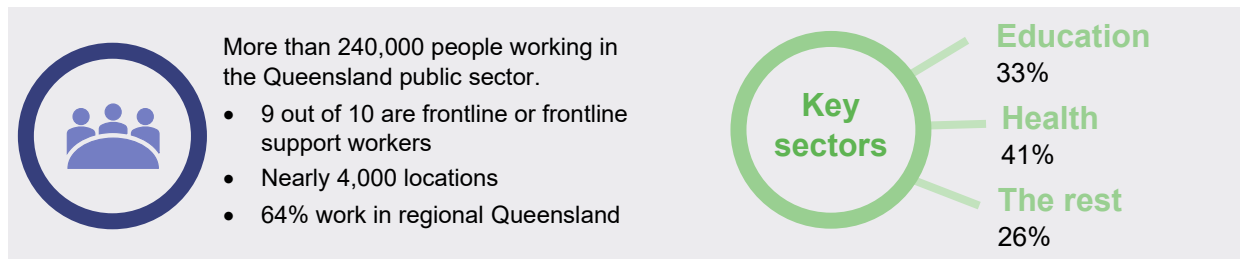 More than 240,000 people working in
the Queensland public sector.
• 9 out of 10 are frontline or frontline
support workers
• Nearly 4,000 locations
• 64% work in regional Queensland
Key
sectors
Education
33%
Health
41%
The rest
26%